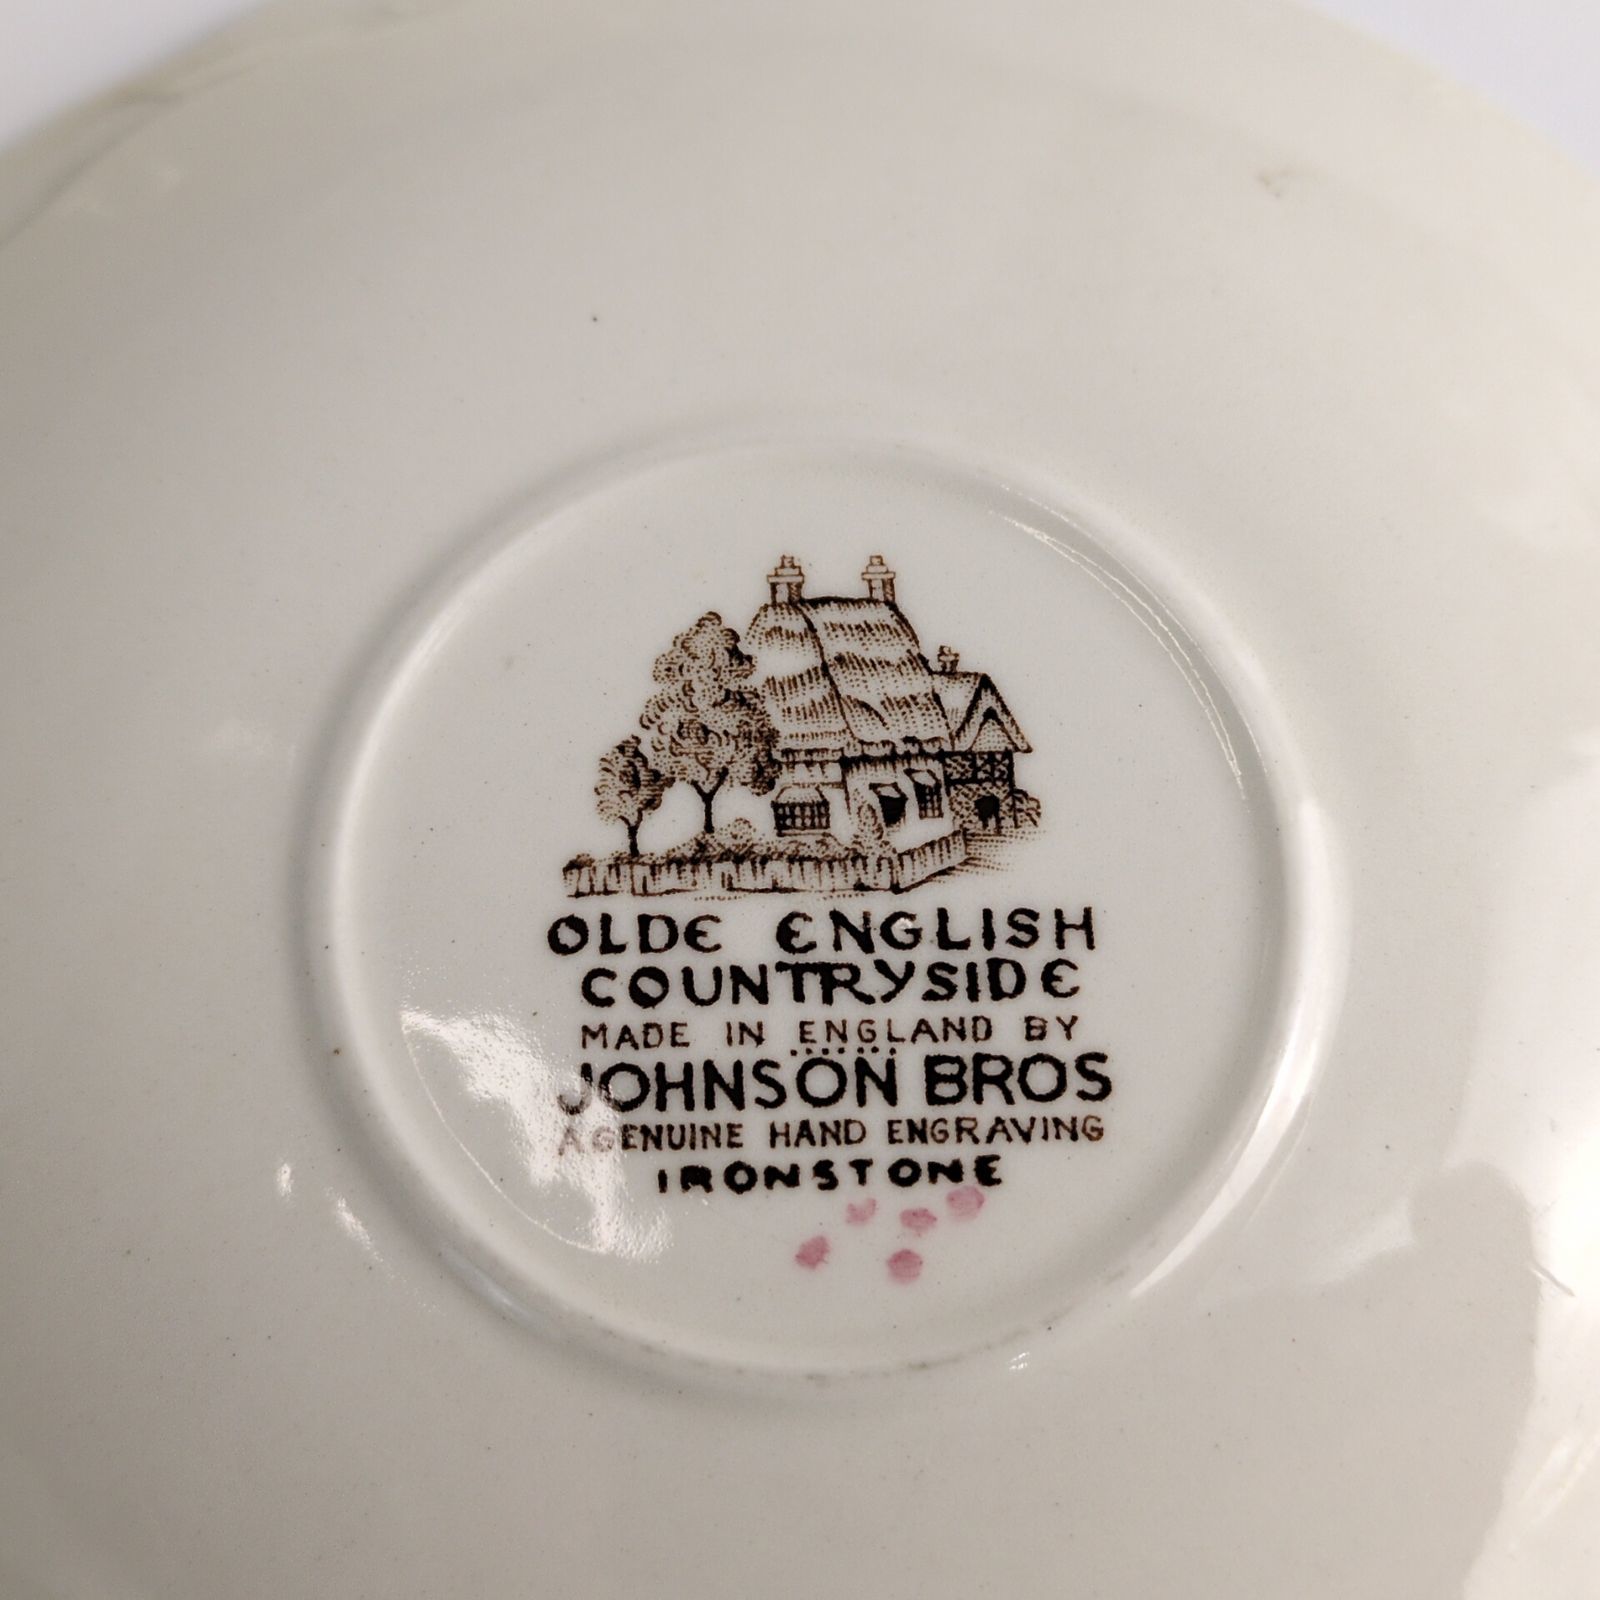 OLDE ENGLISH
COUNTRYSIDE
MADE IN ENGLAND BY
JOHNSON BROS
A GENUINE HAND ENGRAVING
IRONSTONE